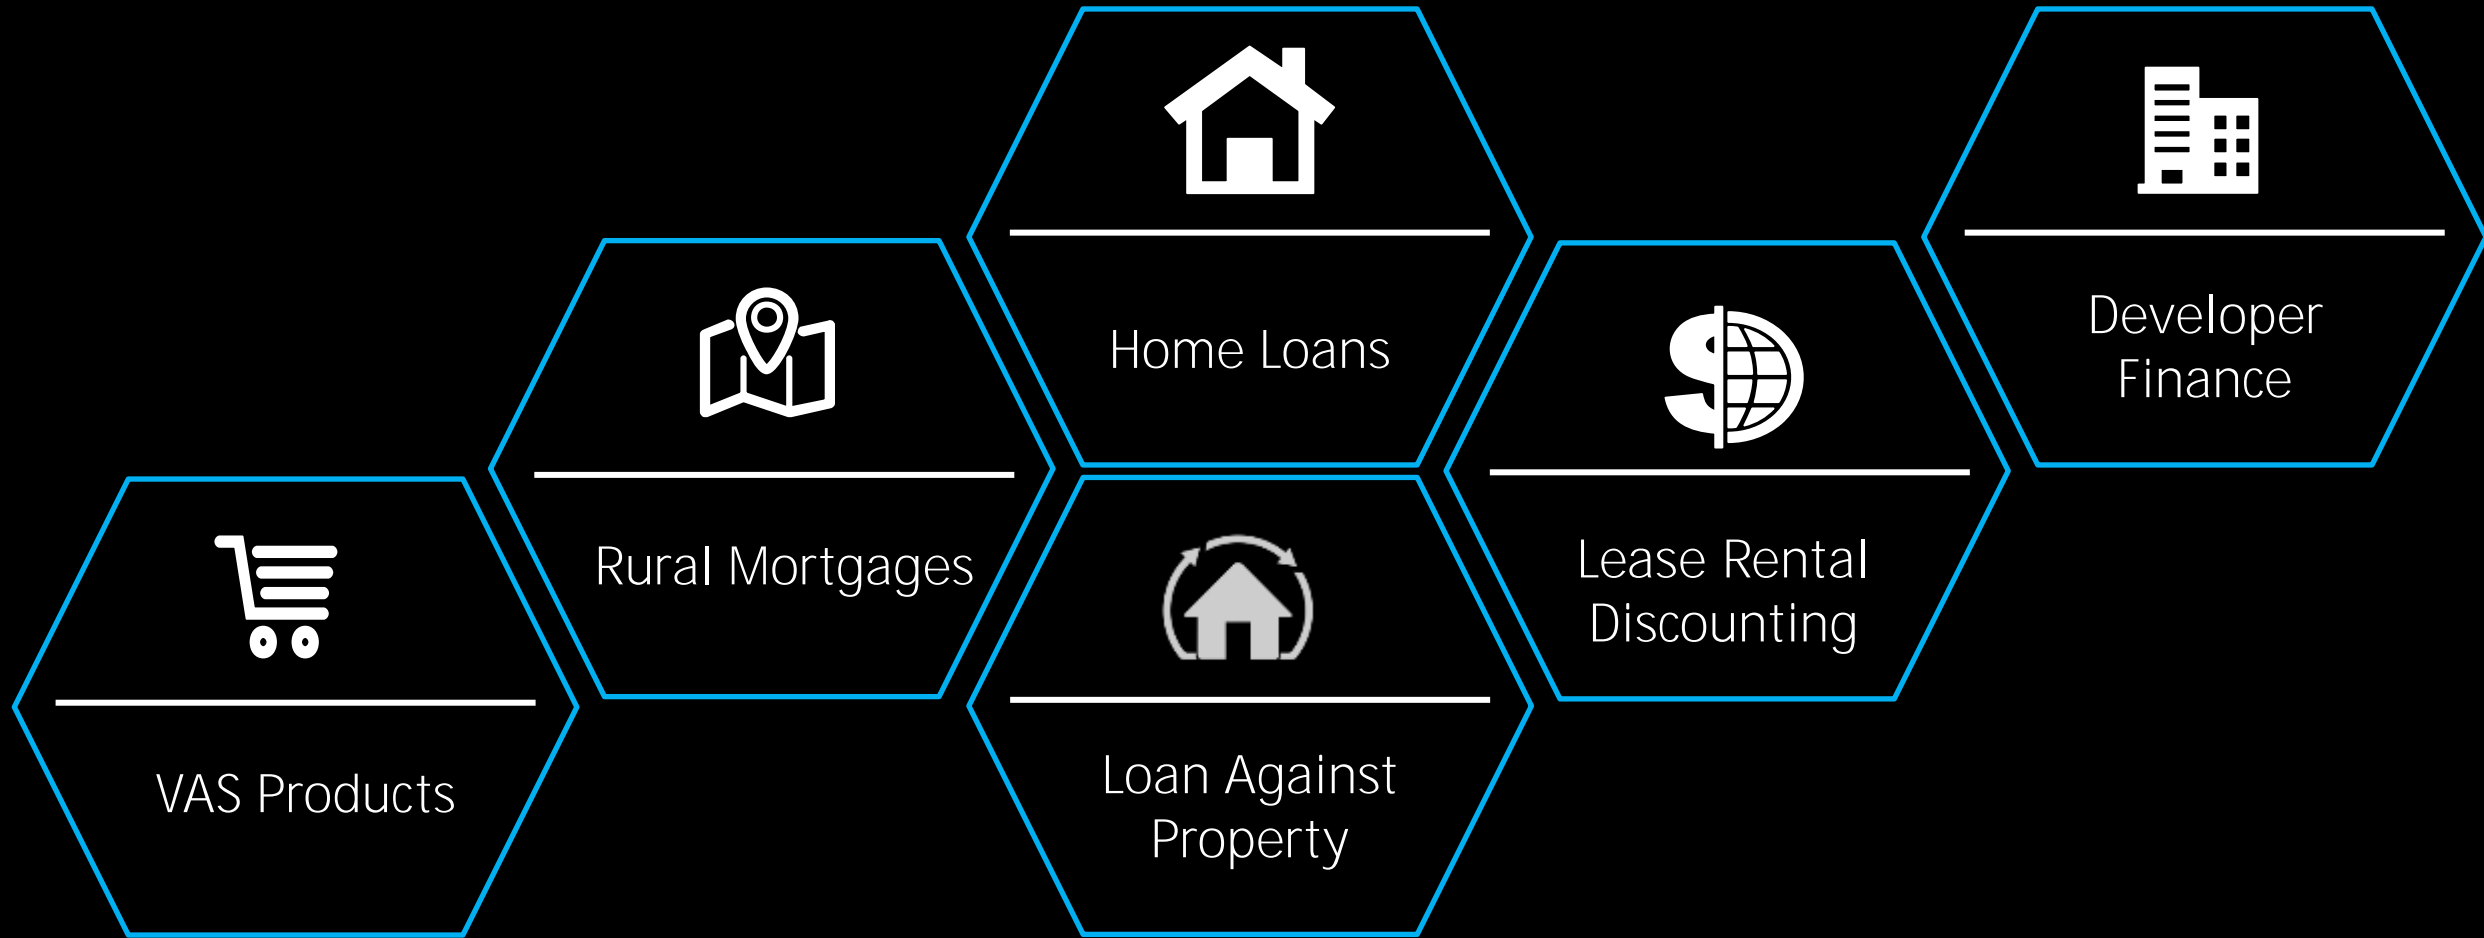 Home Loans
Developer
Finance
Rural Mortgages
Lease Rental
Discounting
VAS Products
Loan Against
Property